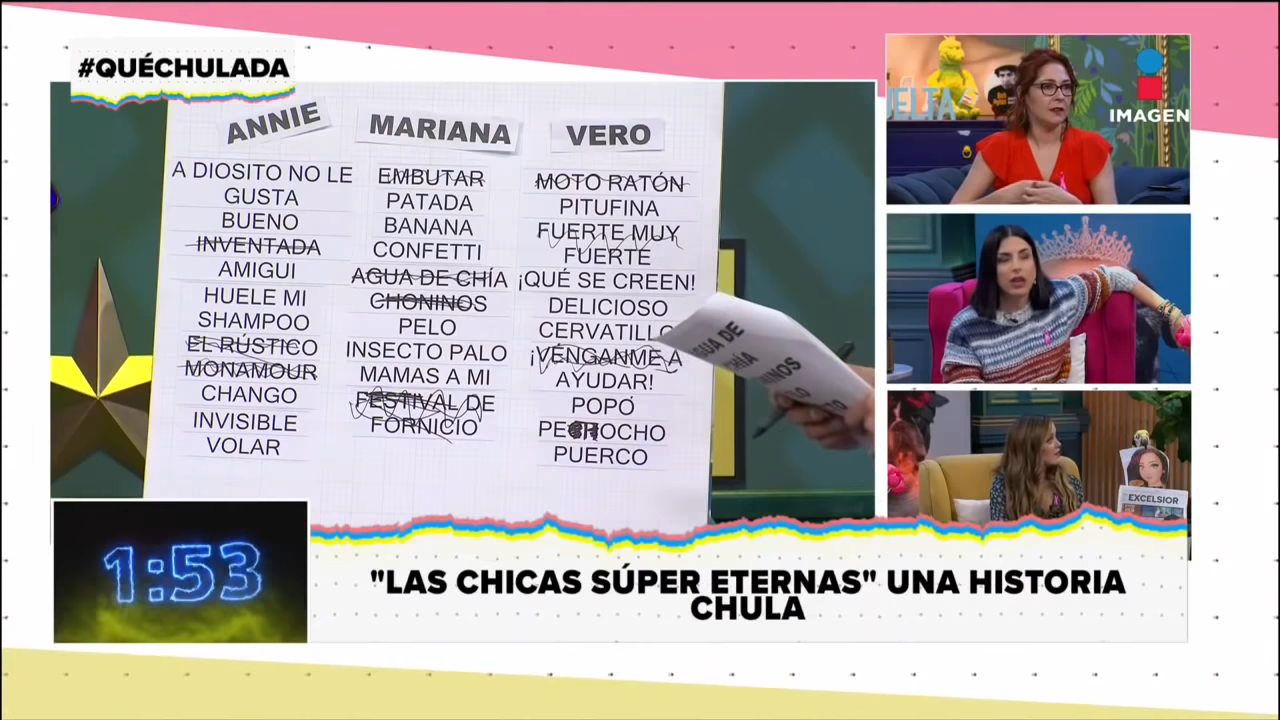 #QUÉCHULADA
ANNIE
A DIOSITO NO LE
GUSTA
BUENO
INVENTADA
AMIGUI
HUELE MI
SHAMPOO
EL RÚSTICO
MONAMOUR
CHANGO
INVISIBLE
VOLAR
MARIANA
EMBUTAR
PATADA
BANANA
CONFETTI
AGUA DE CHÍA
CHONINOS
PELO
INSECTO PALO
MAMAS A MI
FESTIVAL DE
FORNICIO
VERO
MOTO RATÓN
PITUFINA
FUERTE MUY
FUERTE
¡QUÉ SE CREEN!
DELICIOSO
CERVATILLO
¡VÉNGANME A
AYUDAR!
POPÓ
PUERCO
IMAGEN
EXCELSIOR
1:53
"LAS CHICAS SÚPER ETERNAS" UNA HISTORIA
CHULA